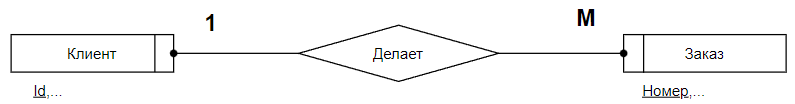 1
М
Клиент
Делает
Заказ
Id,...
Номер,...